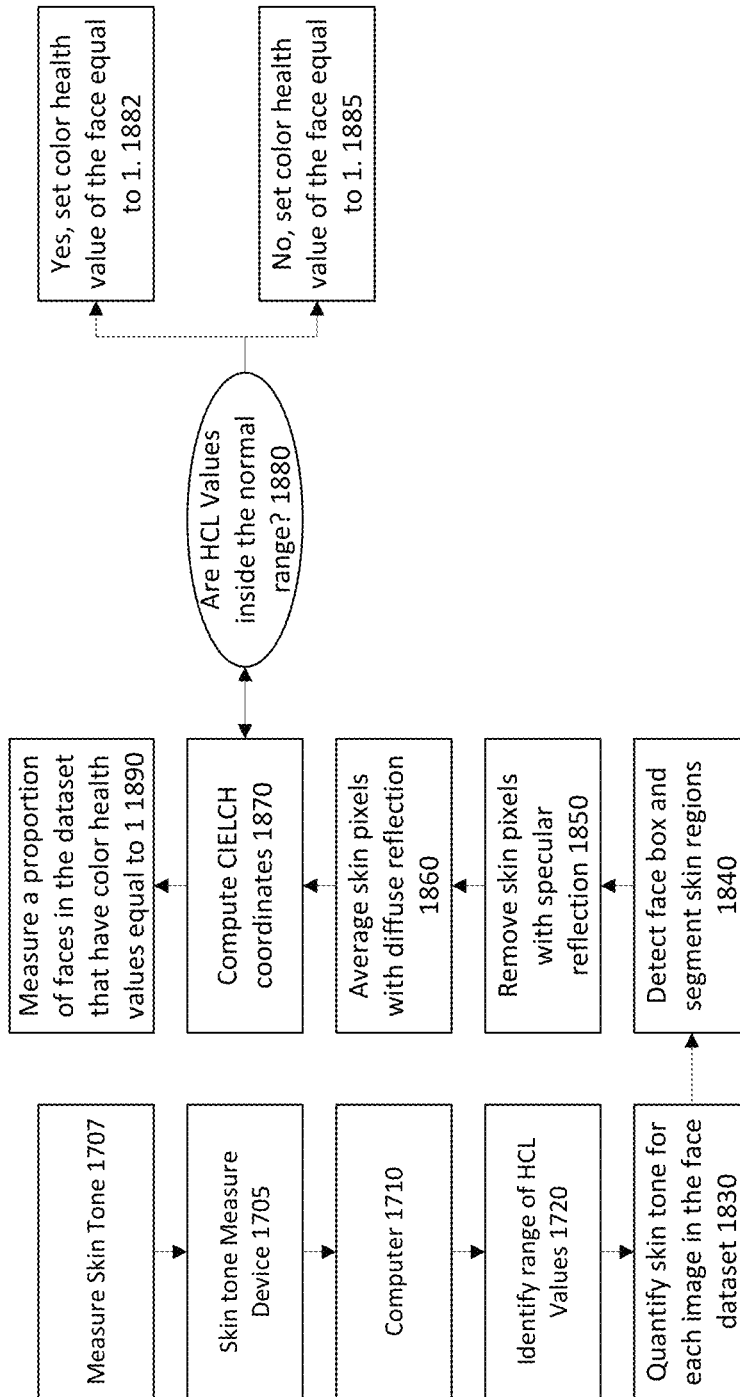 Measure Skin Tone 1707
Skin tone Measure
Device 1705
Computer 1710
Identify range of HCL
Values 1720
Quantify skin tone for
each image in the face
dataset 1830
Detect face box and
segment skin regions
1840
Remove skin pixels
with specular
reflection 1850
Average skin pixels
with diffuse reflection
1860
Compute CIELCH
coordinates 1870
Measure a proportion
of faces in the dataset
that have color health
values equal to 1 1890
Are HCL Values
inside the normal
range? 1880
Yes, set color health
value of the face equal
to 1. 1882
No, set color health
value of the face equal
to 1. 1885